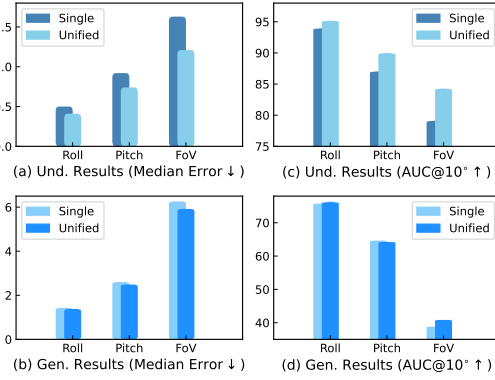 Single
Unified
.0
.5
.0
Roll Pitch FoV
(a) Und. Results (Median Error ↓)
95
90
85
80
75
Single
Unified
Roll Pitch FoV
(c) Und. Results (AUC@10° ↑)
6
4
2
0
Single
Unified
Roll Pitch FoV
(b) Gen. Results (Median Error ↓)
70
60
50
40
Single
Unified
Roll Pitch FoV
(d) Gen. Results (AUC@10° ↑)